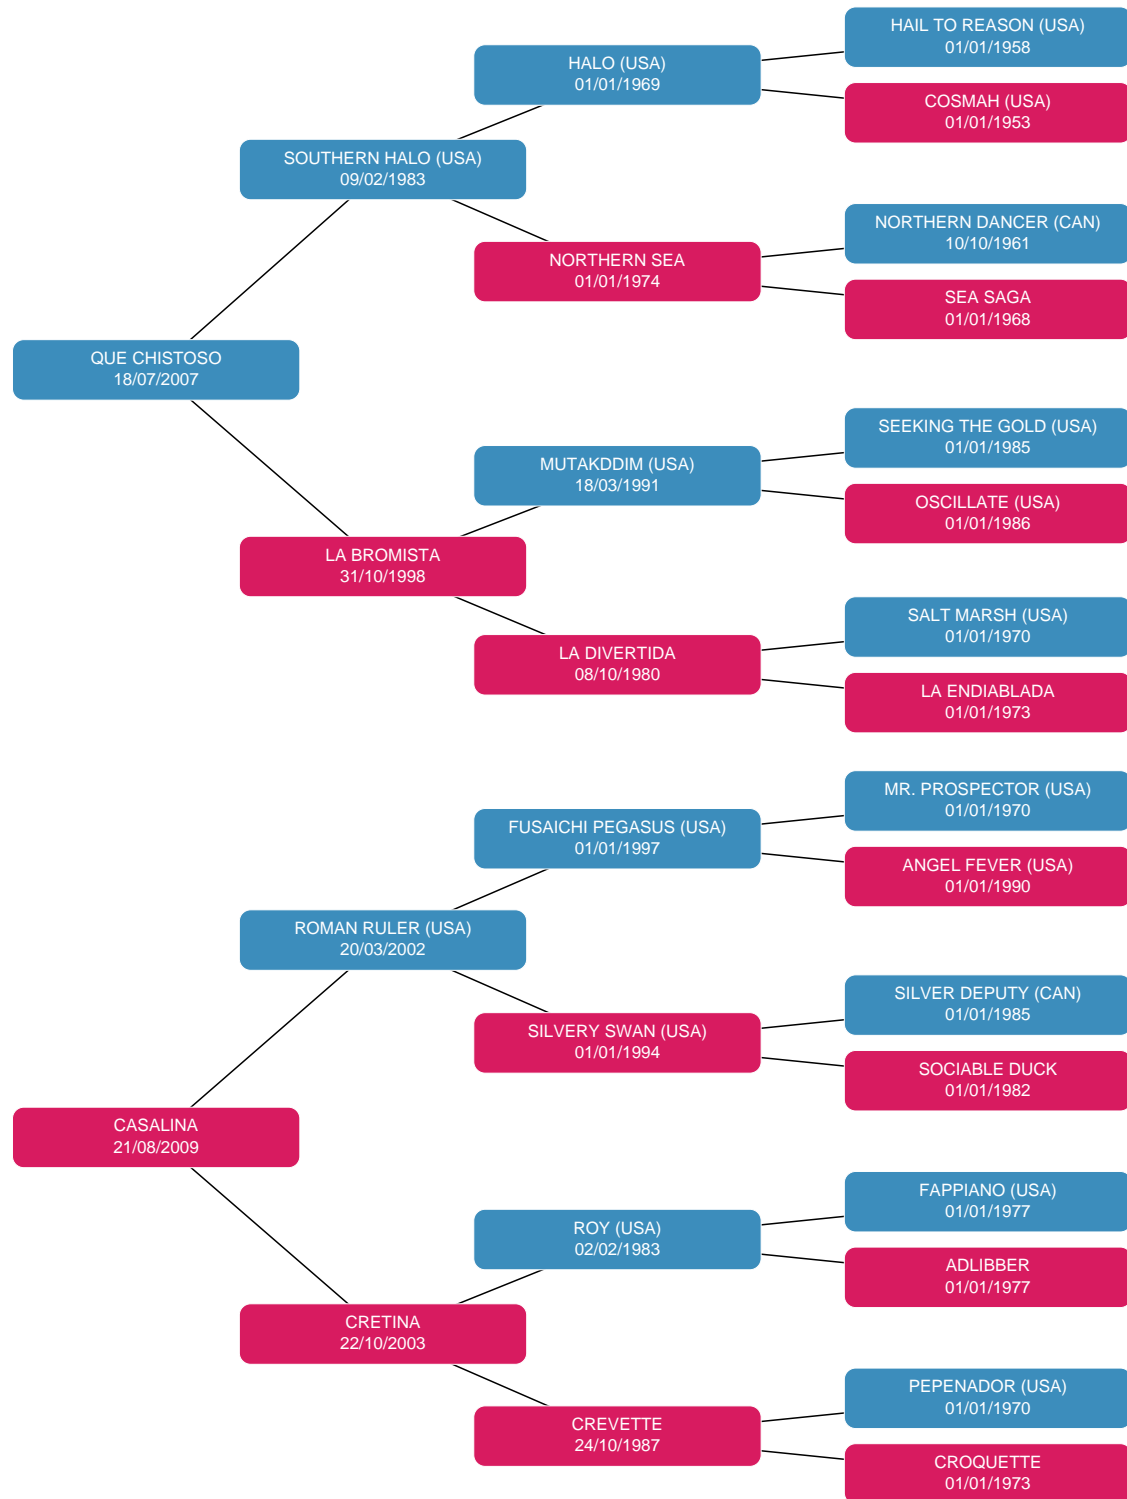 HAIL TO REASON (USA)
01/01/1958
HALO (USA)
01/01/1969
COSMAH (USA)
01/01/1953
SOUTHERN HALO (USA)
09/02/1983
NORTHERN DANCER (CAN)
10/10/1961
NORTHERN SEA
01/01/1974
SEA SAGA
01/01/1968
QUE CHISTOSO
18/07/2007
SEEKING THE GOLD (USA)
01/01/1985
MUTAKDDIM (USA)
18/03/1991
OSCILLATE (USA)
01/01/1986
LA BROMISTA
31/10/1998
SALT MARSH (USA)
01/01/1970
LA DIVERTIDA
08/10/1980
LA ENDIABLADA
01/01/1973
MR. PROSPECTOR (USA)
01/01/1970
FUSAICHI PEGASUS (USA)
01/01/1997
ANGEL FEVER (USA)
01/01/1990
ROMAN RULER (USA)
20/03/2002
SILVER DEPUTY (CAN)
01/01/1985
SILVERY SWAN (USA)
01/01/1994
SOCIABLE DUCK
01/01/1982
CASALINA
21/08/2009
FAPPIANO (USA)
01/01/1977
ROY (USA)
02/02/1983
ADLIBBER
01/01/1977
CRETINA
22/10/2003
PEPENADOR (USA)
01/01/1970
CREVETTE
24/10/1987
CROQUETTE
01/01/1973